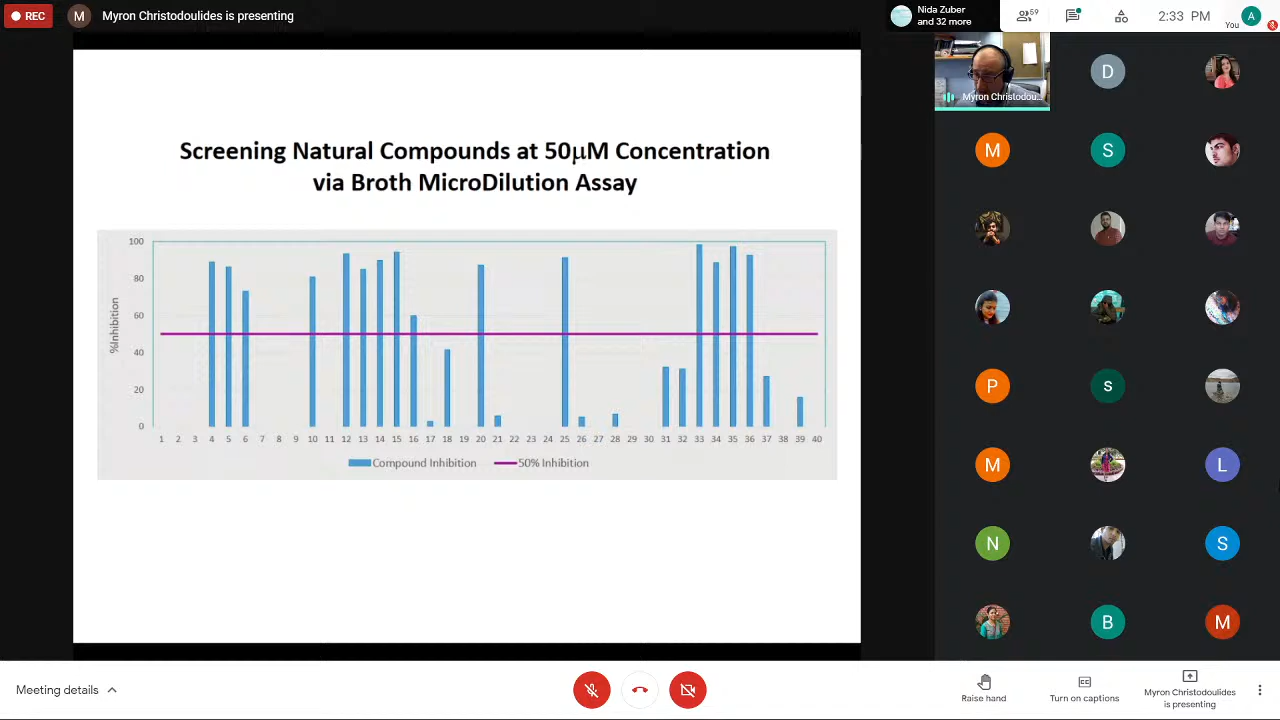 REC
M
Myron Christodoulides is presenting
Nida Zuber
and 32 more
59
2:33 PM
You
A
Screening Natural Compounds at 50µM Concentration
via Broth MicroDilution Assay
%Inhibition
100
80
60
40
20
0
1 2 3 4 5 6 7 8 9 10 11 12 13 14 15 16 17 18 19 20 21 22 23 24 25 26 27 28 29 30 31 32 33 34 35 36 37 38 39 40
Compound Inhibition
50% Inhibition
Myron Christodou...
D
M
S
P
s
M
L
N
S
B
M
Meeting details
Raise hand
Turn on captions
Myron Christodoulides
is presenting